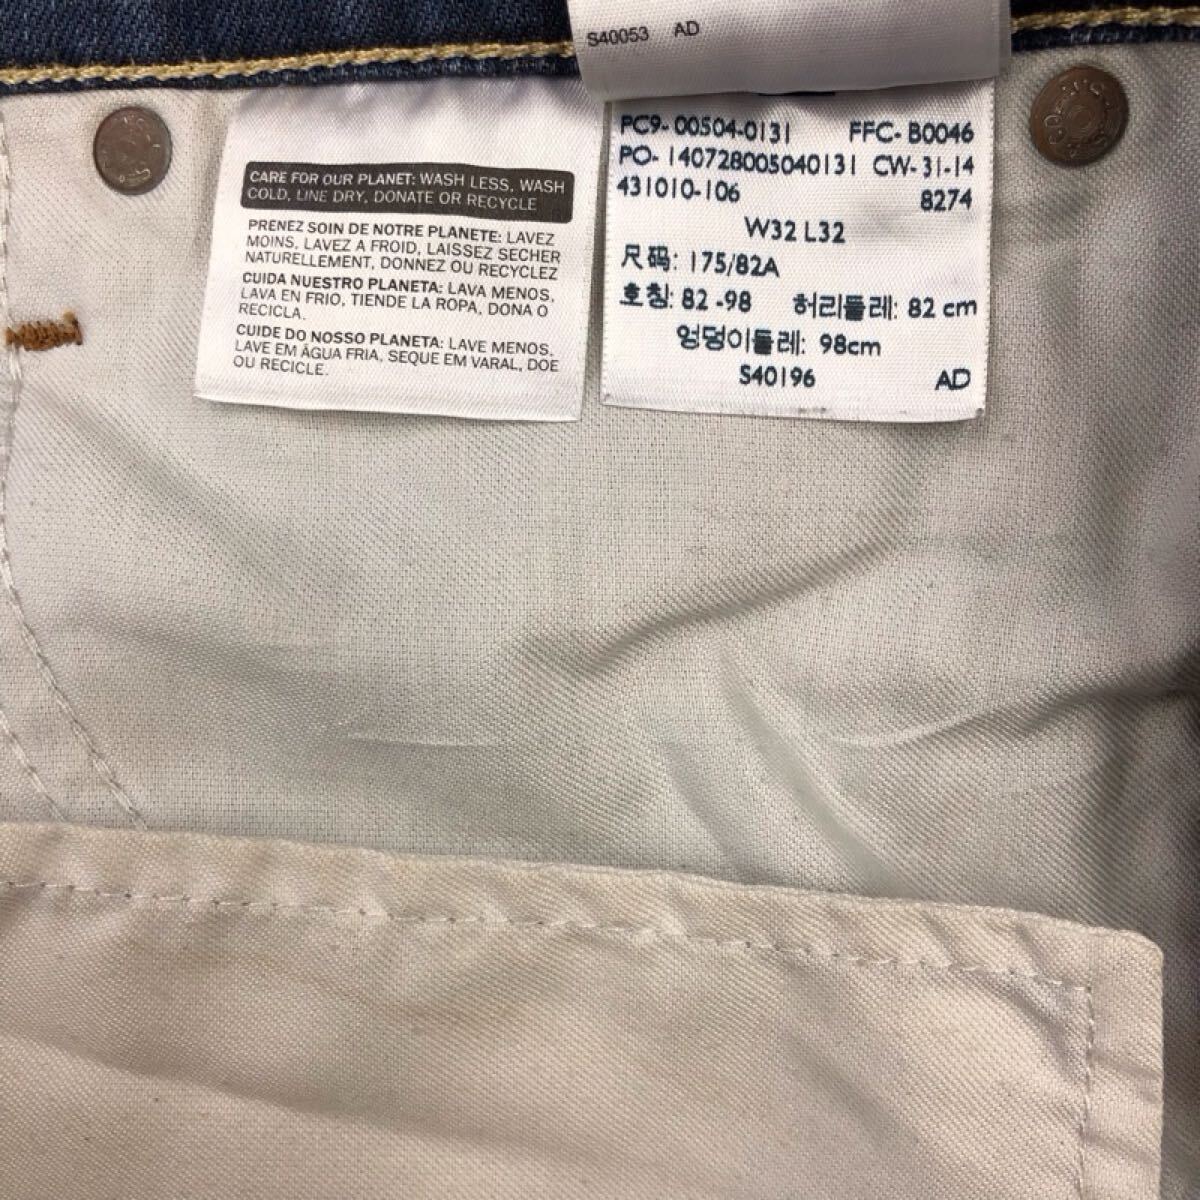 S40053 AD
CARE FOR OUR PLANET: WASH LESS, WASH
COLD, LINE DRY, DONATE OR RECYCLE
PRENEZ SOIN DE NOTRE PLANETE: LAVEZ
MOINS, LAVEZ A FROID, LAISSEZ SECHER
NATURELLEMENT, DONNEZ OU RECYCLEZ
CUIDA NUESTRO PLANETA: LAVA MENOS,
LAVA EN FRIO, TIENDE LA ROPA, DONA O
RECICLA.
CUIDE DO NOSSO PLANETA: LAVE MENOS,
LAVE EM ÁGUA FRIA, SEQUE EM VARAL, DOE
OU RECICLE.
PC9-00504-0131 FFC-B0046
PO-140728005040131 CW-31-14
431010-106 8274
W32 L32
尺码: 175/82A
호칭: 82-98 허리둘레: 82 cm
엉덩이둘레: 98cm
S40196 AD